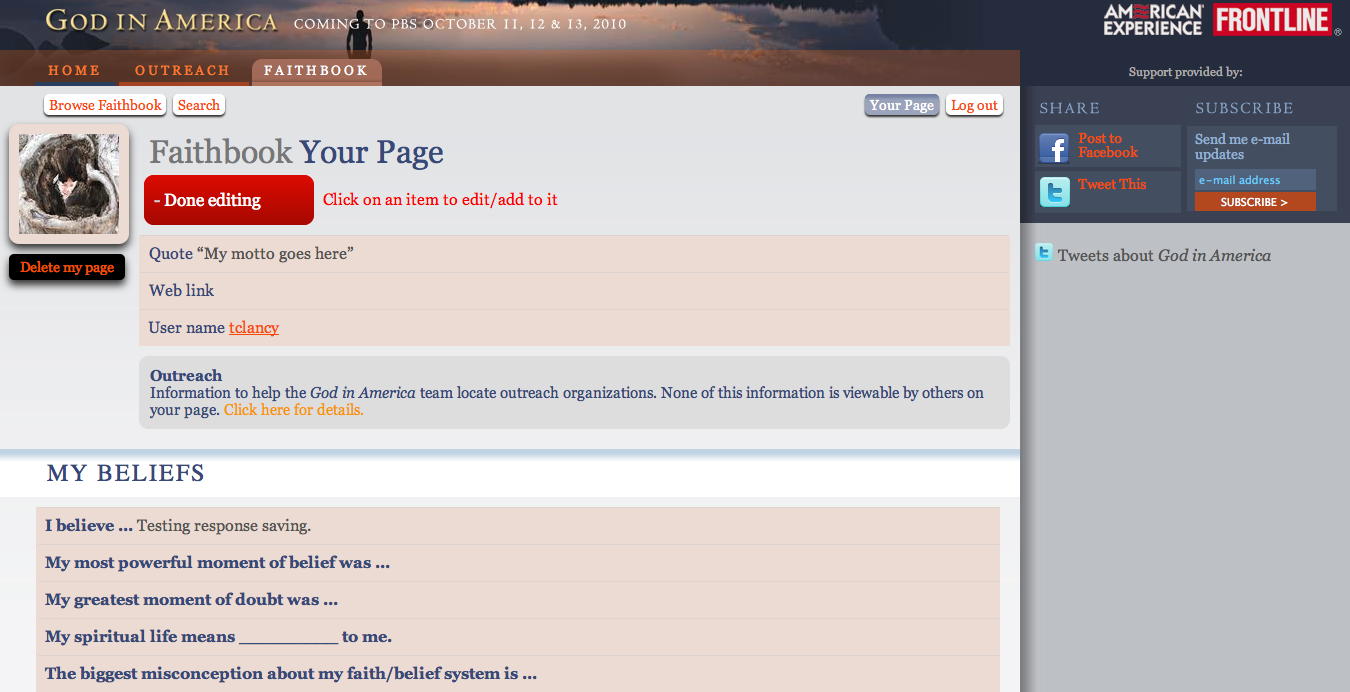 GOD IN AMERICA COMING TO PBS OCTOBER 11, 12 & 13, 2010
AMERICAN EXPERIENCE FRONTLINE®
HOME OUTREACH FAITHBOOK
Support provided by:
Browse Faithbook Search Your Page Log out
Faithbook Your Page
- Done editing Click on an item to edit/add to it
Delete my page
Quote “My motto goes here”
Web link
User name tclancy
Outreach
Information to help the God in America team locate outreach organizations. None of this information is viewable by others on
your page. Click here for details.
MY BELIEFS
I believe ... Testing response saving.
My most powerful moment of belief was ...
My greatest moment of doubt was ...
My spiritual life means __________ to me.
The biggest misconception about my faith/belief system is ...
SHARE
f Post to
Facebook
t Tweet This
SUBSCRIBE
Send me e-mail
updates
e-mail address
SUBSCRIBE >
t Tweets about God in America